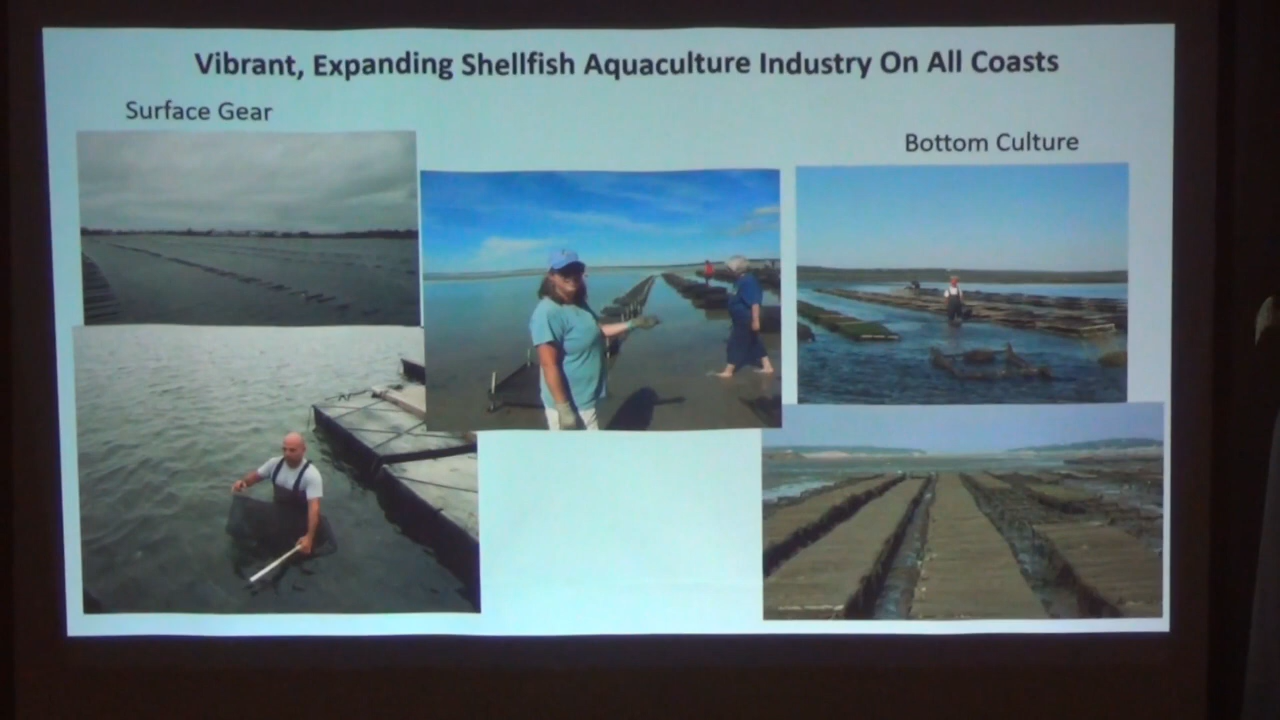 Vibrant, Expanding Shellfish Aquaculture Industry On All Coasts
Surface Gear
Bottom Culture